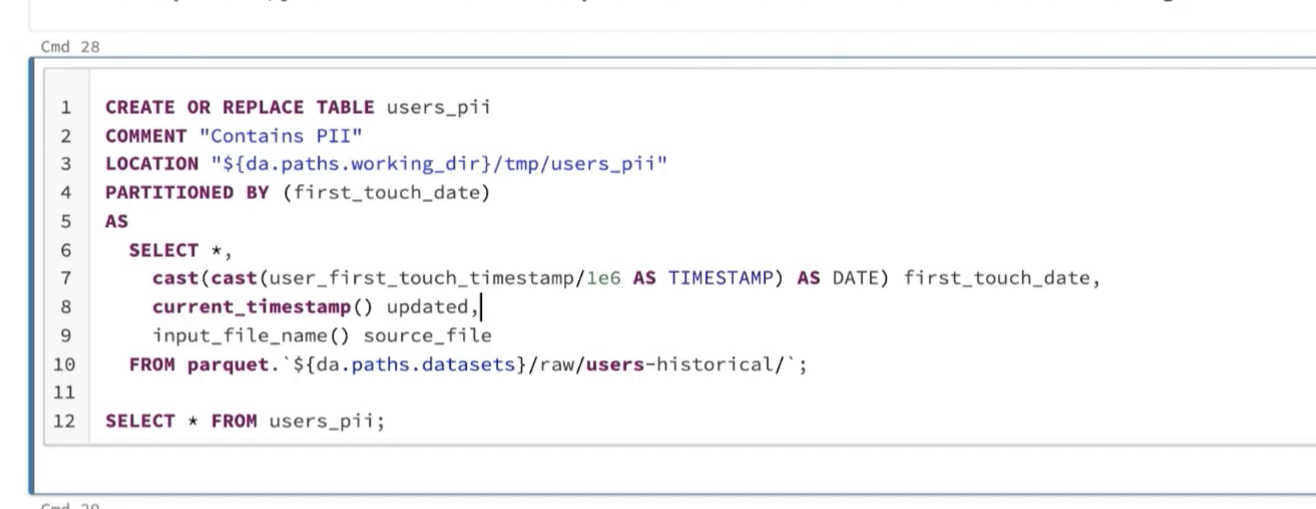 Cmd 28
1 CREATE OR REPLACE TABLE users_pii
2 COMMENT "Contains PII"
3 LOCATION "${da.paths.working_dir}/tmp/users_pii"
4 PARTITIONED BY (first_touch_date)
5 AS
6 SELECT *,
7 cast(cast(user_first_touch_timestamp/1e6 AS TIMESTAMP) AS DATE) first_touch_date,
8 current_timestamp() updated,
9 input_file_name() source_file
10 FROM parquet.`${da.paths.datasets}/raw/users-historical/`;
11
12 SELECT * FROM users_pii;
Cmd 29